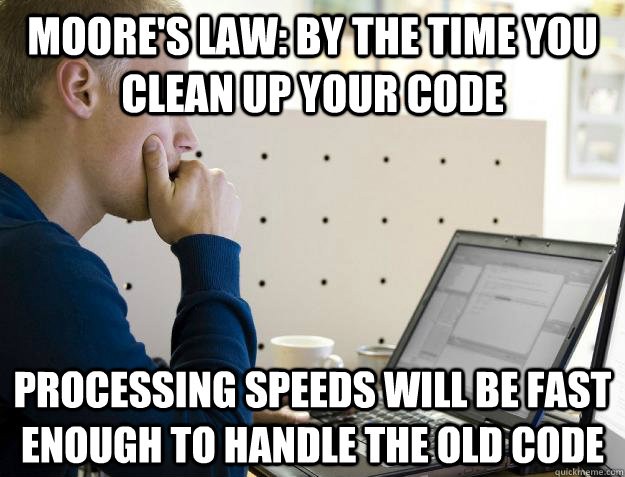 MOORE'S LAW: BY THE TIME YOU
CLEAN UP YOUR CODE
PROCESSING SPEEDS WILL BE FAST
ENOUGH TO HANDLE THE OLD CODE
quickmeme.com